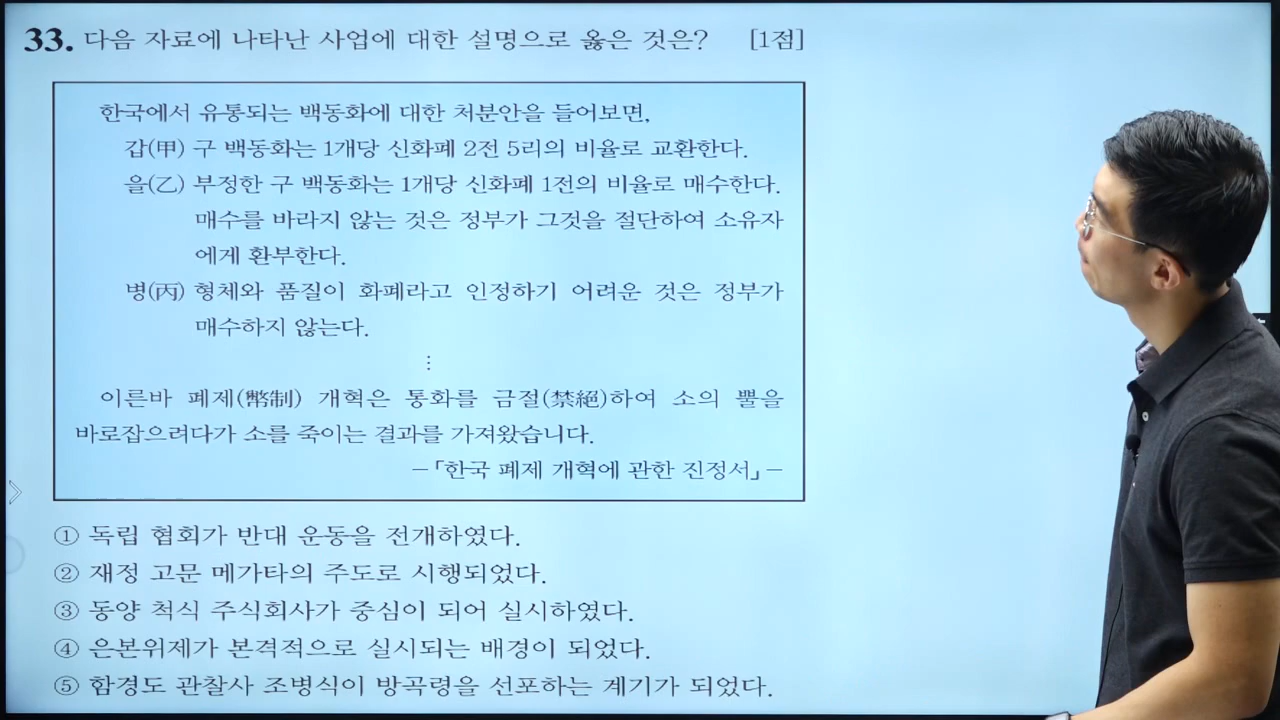 33. 다음 자료에 나타난 사업에 대한 설명으로 옳은 것은? [1점]
한국에서 유통되는 백동화에 대한 처분안을 들어보면,
갑(甲) 구 백동화는 1개당 신화폐 2전 5리의 비율로 교환한다.
을(乙) 부정한 구 백동화는 1개당 신화폐 1전의 비율로 매수한다.
매수를 바라지 않는 것은 정부가 그것을 절단하여 소유자
에게 환부한다.
병(丙) 형체와 품질이 화폐라고 인정하기 어려운 것은 정부가
매수하지 않는다.
⋮
이른바 폐제(幣制) 개혁은 통화를 금절(禁絕)하여 소의 뿔을
바로잡으려다가 소를 죽이는 결과를 가져왔습니다.
-「한국 폐제 개혁에 관한 진정서」-
① 독립 협회가 반대 운동을 전개하였다.
② 재정 고문 메가타의 주도로 시행되었다.
③ 동양 척식 주식회사가 중심이 되어 실시하였다.
④ 은본위제가 본격적으로 실시되는 배경이 되었다.
⑤ 함경도 관찰사 조병식이 방곡령을 선포하는 계기가 되었다.